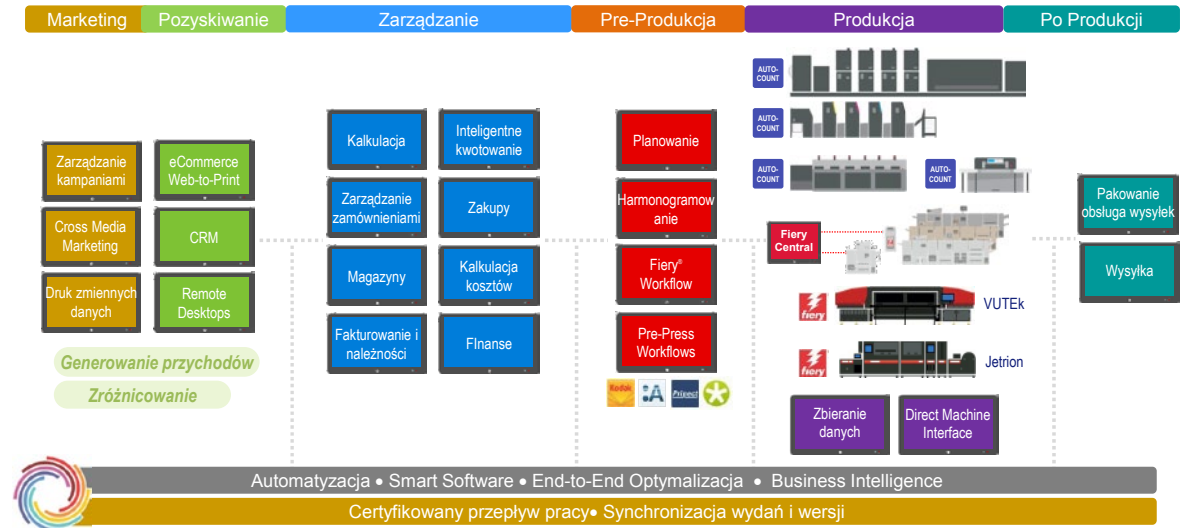 Marketing
Pozyskiwanie
Zarządzanie
Pre-Produkcja
Produkcja
Po Produkcji
Zarządzanie
kampaniami
Cross Media
Marketing
Druk zmiennych
danych
eCommerce
Web-to-Print
CRM
Remote
Desktops
Generowanie przychodów
Zróżnicowanie
Kalkulacja
Inteligentne
kwotowanie
Zarządzanie
zamównieniami
Zakupy
Magazyny
Kalkulacja
kosztów
Fakturowanie i
należności
FInanse
Planowanie
Harmonogramow
anie
Fiery®
Workflow
Pre-Press
Workflows
Kodak
:A
Prinect
AUTO-
COUNT
AUTO-
COUNT
AUTO-
COUNT
AUTO-
COUNT
Fiery
Central
fiery
VUTEk
fiery
Jetrion
Zbieranie
danych
Direct Machine
Interface
Pakowanie
obsługa wysyłek
Wysyłka
Automatyzacja • Smart Software • End-to-End Optymalizacja • Business Intelligence
Certyfikowany przepływ pracy• Synchronizacja wydań i wersji